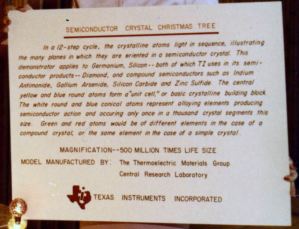 SEMICONDUCTOR CRYSTAL CHRISTMAS TREE
In a 12-step cycle, the crystalline atoms light in sequence, illustrating
the many planes in which they are oriented in a semiconductor crystal. This
demonstrator applies to Germanium, Silicon--both of which TI uses in its semi-
conductor products--Diamond, and compound semiconductors such as Indium
Antimonide, Gallium Arsenide, Silicon Carbide and Zinc Sulfide. The central
yellow and blue round atoms form a "unit cell," or basic crystalline building block.
The white round and blue conical atoms represent alloying elements producing
semiconductor action and occuring only once in a thousand crystal segments this
size. Green and red atoms would be of different elements in the case of a
compound crystal, or the same element in the case of a simple crystal.
MAGNIFICATION--500 MILLION TIMES LIFE SIZE
MODEL MANUFACTURED BY: The Thermoelectric Materials Group
Central Research Laboratory
TEXAS INSTRUMENTS INCORPORATED